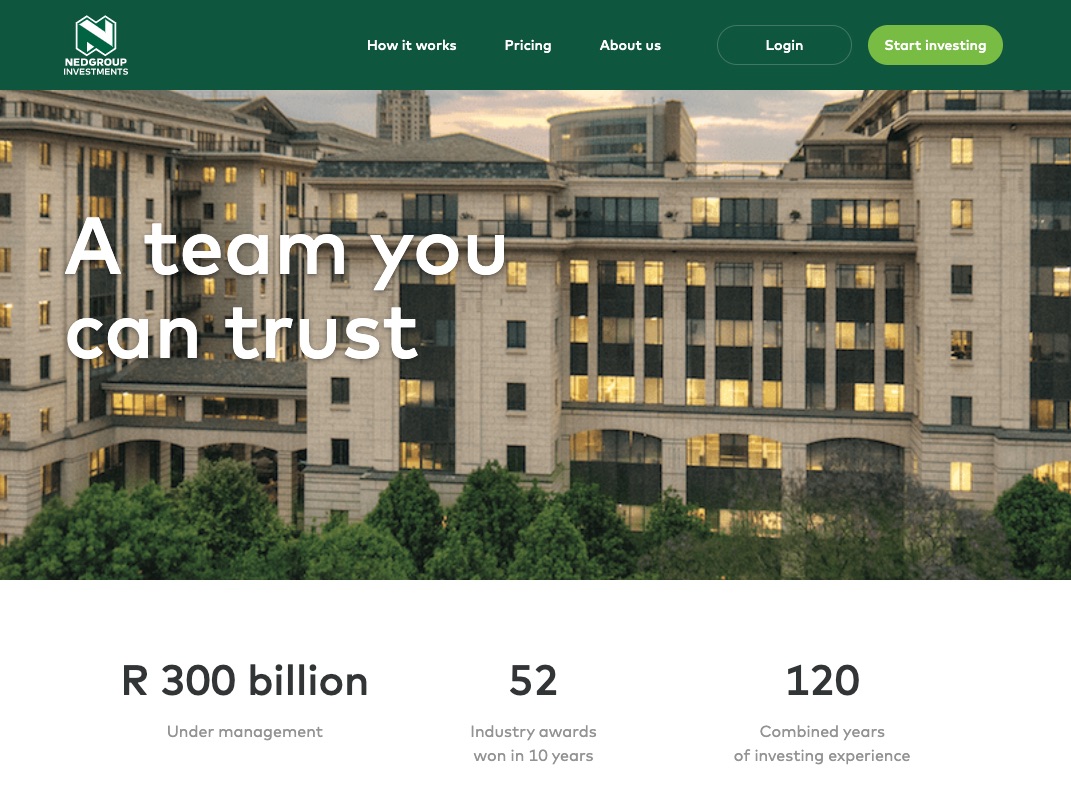 NEDGROUP
INVESTMENTS
How it works
Pricing
About us
Login
Start investing
A team you
can trust
R 300 billion
Under management
52
Industry awards
won in 10 years
120
Combined years
of investing experience